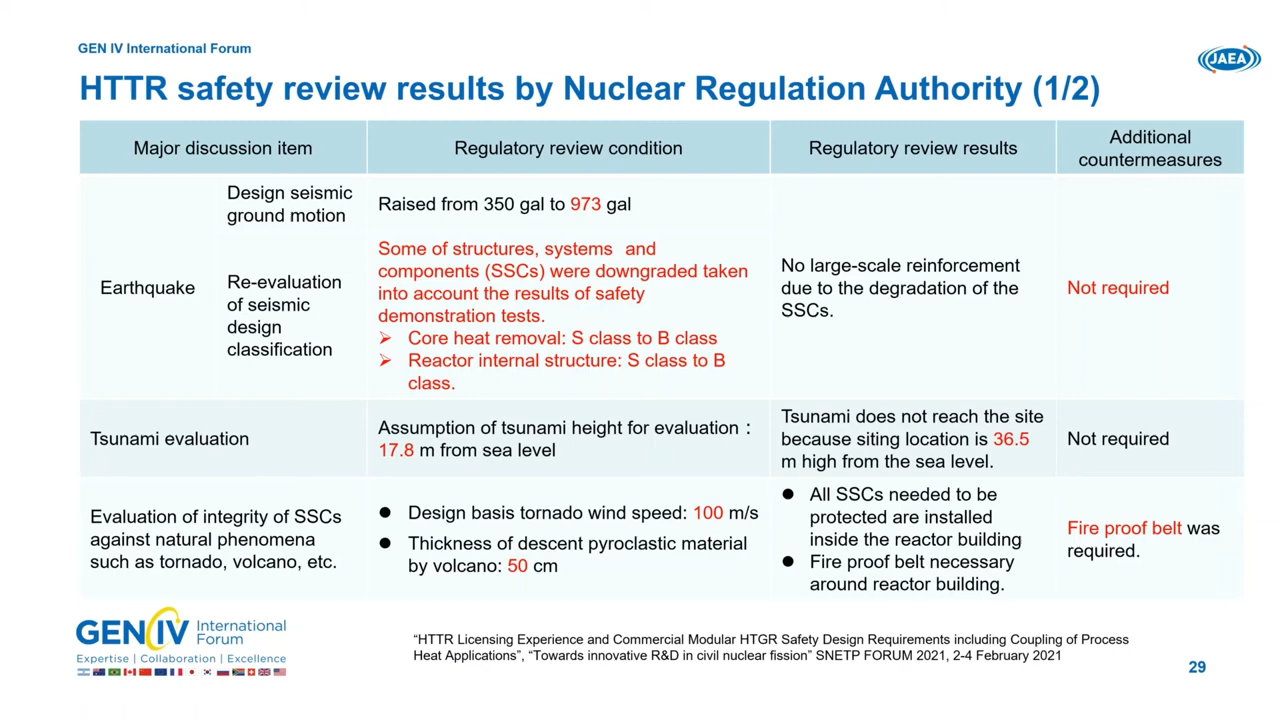 GEN IV International Forum
JAEA
HTTR safety review results by Nuclear Regulation Authority (1/2)
Major discussion item
Regulatory review condition
Regulatory review results
Additional
countermeasures
Earthquake
Design seismic
ground motion
Raised from 350 gal to 973 gal
Re-evaluation
of seismic
design
classification
Some of structures, systems and
components (SSCs) were downgraded taken
into account the results of safety
demonstration tests.
➢ Core heat removal: S class to B class
➢ Reactor internal structure: S class to B
class.
No large-scale reinforcement
due to the degradation of the
SSCs.
Not required
Tsunami evaluation
Assumption of tsunami height for evaluation：
17.8 m from sea level
Tsunami does not reach the site
because siting location is 36.5
m high from the sea level.
Not required
Evaluation of integrity of SSCs
against natural phenomena
such as tornado, volcano, etc.
● Design basis tornado wind speed: 100 m/s
● Thickness of descent pyroclastic material
by volcano: 50 cm
● All SSCs needed to be
protected are installed
inside the reactor building
● Fire proof belt necessary
around reactor building.
Fire proof belt was
required.
GEN IV International
Forum
Expertise | Collaboration | Excellence
“HTTR Licensing Experience and Commercial Modular HTGR Safety Design Requirements including Coupling of Process
Heat Applications”, “Towards innovative R&D in civil nuclear fission” SNETP FORUM 2021, 2-4 February 2021
29